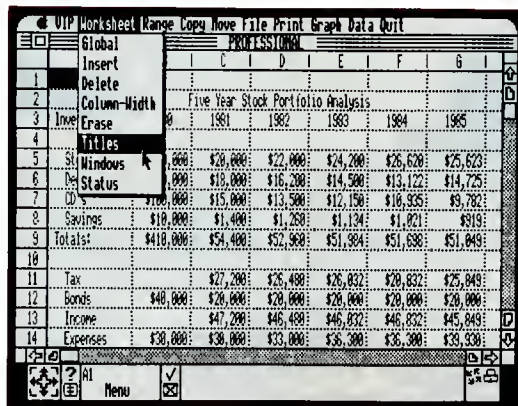 VIP Worksheet Range Copy Move File Print Graph Data Quit
PROFESSIONAL
Global
Insert
Delete
Column-Width
Erase
Titles
Windows
Status
C D E F G
1
2 Five Year Stock Portfolio Analysis
3 Inve 1981 1982 1983 1984 1985
4
5 St ,000 $20,000 $22,000 $24,200 $26,620 $25,623
6 De ,000 $18,000 $16,200 $14,580 $13,122 $14,725
7 CD's $100,000 $15,000 $13,500 $12,150 $10,935 $9,782
8 Savings $10,000 $1,400 $1,260 $1,134 $1,021 $919
9 Totals: $410,000 $54,400 $52,960 $51,984 $51,698 $51,049
10
11 Tax $27,200 $26,480 $26,032 $20,832 $25,849
12 Bonds $40,000 $20,000 $20,000 $20,000 $20,000 $20,000
13 Income $47,200 $46,480 $46,032 $46,832 $45,849
14 Expenses $30,000 $30,000 $33,000 $36,300 $36,300 $39,930
A1
Menu